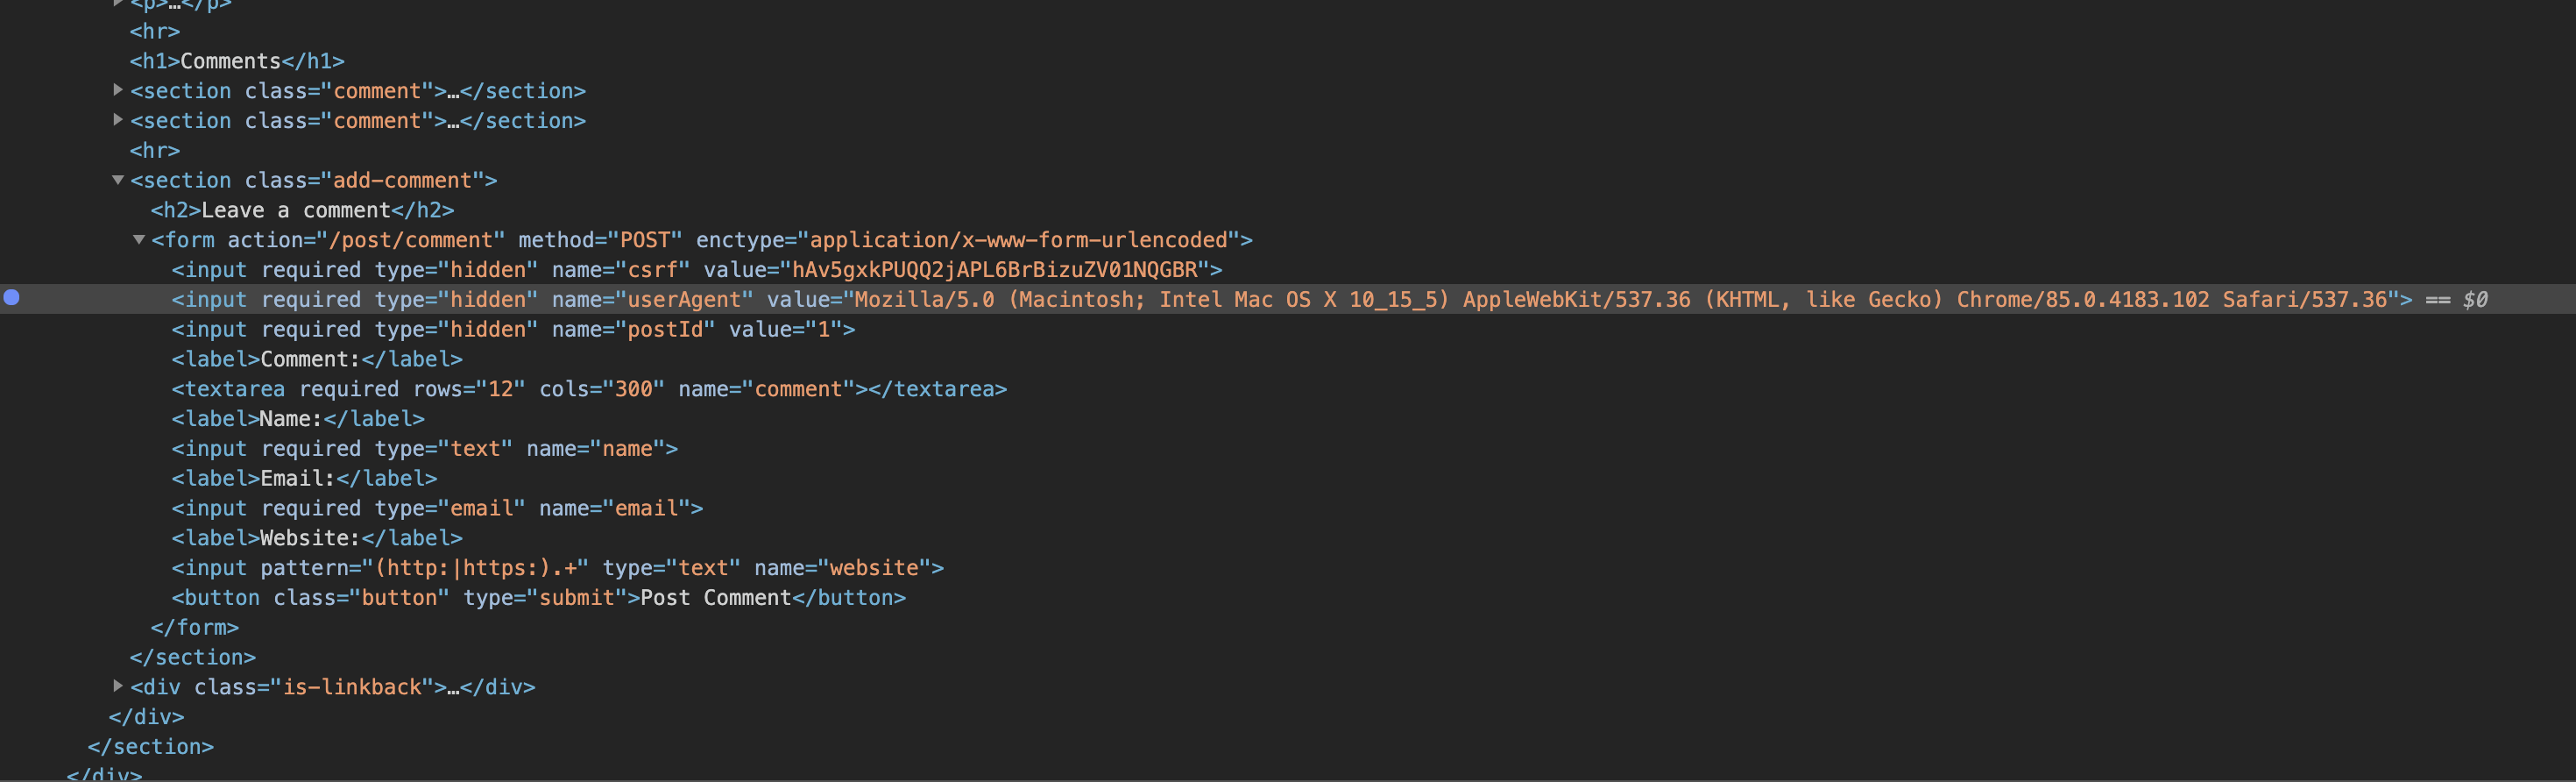 <p>…</p>
<hr>
<h1>Comments</h1>
<section class="comment">…</section>
<section class="comment">…</section>
<hr>
<section class="add-comment">
<h2>Leave a comment</h2>
<form action="/post/comment" method="POST" enctype="application/x-www-form-urlencoded">
<input required type="hidden" name="csrf" value="hAv5gxkPUQQ2jAPL6BrBizuZV01NQGBR">
<input required type="hidden" name="userAgent" value="Mozilla/5.0 (Macintosh; Intel Mac OS X 10_15_5) AppleWebKit/537.36 (KHTML, like Gecko) Chrome/85.0.4183.102 Safari/537.36"> == $0
<input required type="hidden" name="postId" value="1">
<label>Comment:</label>
<textarea required rows="12" cols="300" name="comment"></textarea>
<label>Name:</label>
<input required type="text" name="name">
<label>Email:</label>
<input required type="email" name="email">
<label>Website:</label>
<input pattern="(http:|https:).+" type="text" name="website">
<button class="button" type="submit">Post Comment</button>
</form>
</section>
<div class="is-linkback">…</div>
</div>
</section>
</div>